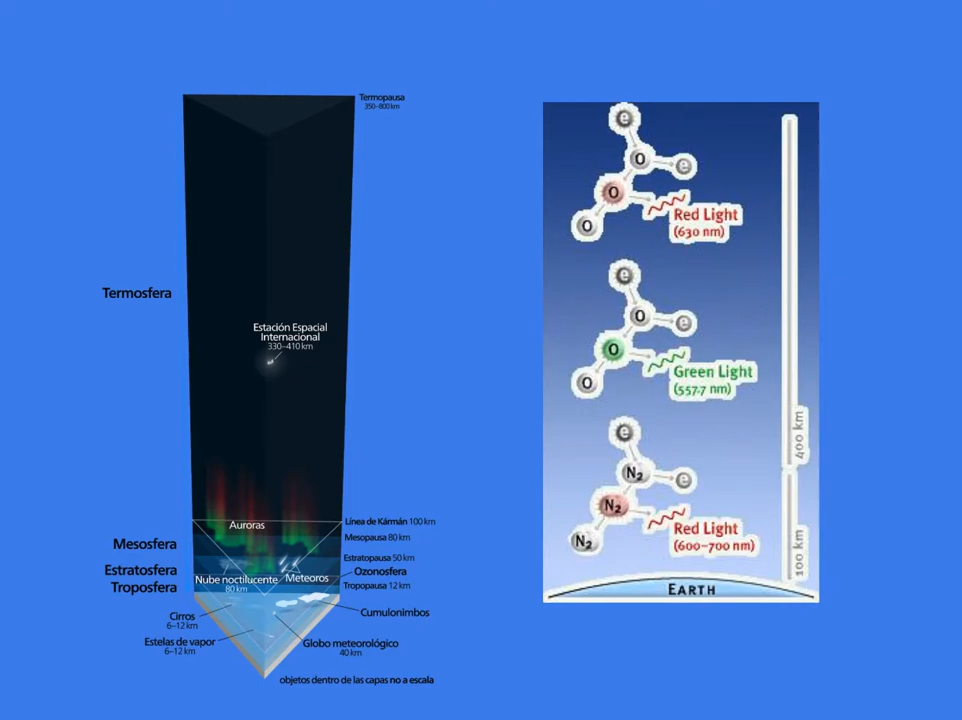 Termopausa
350–800 km
Termosfera
Estación Espacial
Internacional
330–410 km
Auroras
Línea de Kármán 100 km
Mesopausa 80 km
Mesosfera
Estratopausa 50 km
Estratosfera
Ozonosfera
Nube noctilucente
80 km
Meteoros
Troposfera
Tropopausa 12 km
Cirros
6–12 km
Cumulonimbos
Estelas de vapor
6–12 km
Globo meteorológico
40 km
objetos dentro de las capas no a escala
e
O
e
O
Red Light
(630 nm)
O
e
O
e
O
Green Light
(557.7 nm)
O
400 km
e
N2
e
N2
Red Light
(600–700 nm)
N2
100 km
EARTH